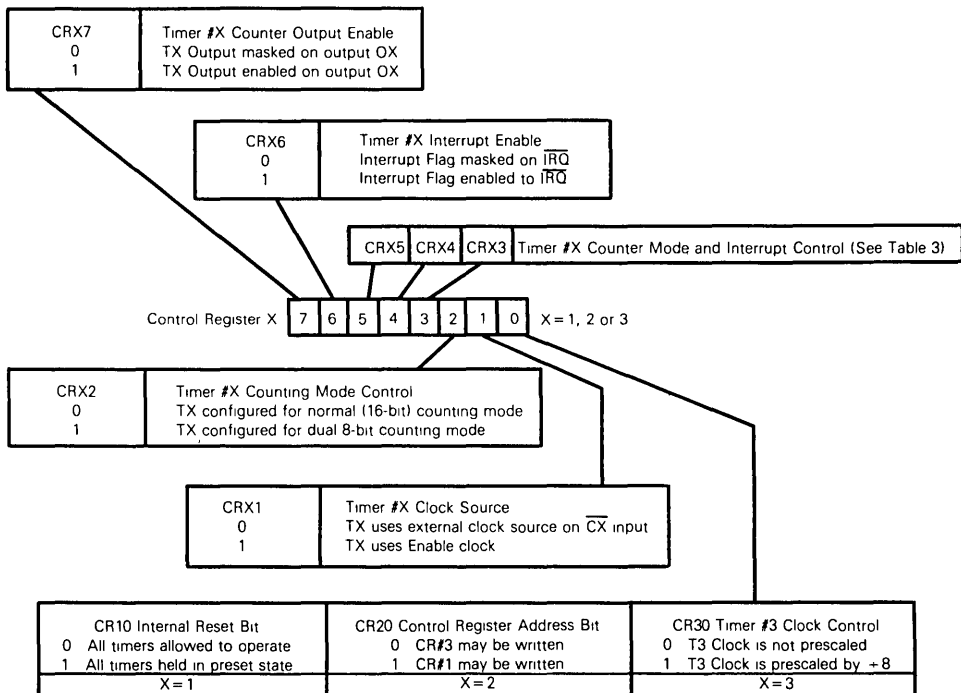 CRX7 Timer #X Counter Output Enable
0 TX Output masked on output OX
1 TX Output enabled on output OX
CRX6 Timer #X Interrupt Enable
0 Interrupt Flag masked on IRQ
1 Interrupt Flag enabled to IRQ
CRX5 CRX4 CRX3 Timer #X Counter Mode and Interrupt Control (See Table 3)
Control Register X 7 6 5 4 3 2 1 0 X = 1, 2 or 3
CRX2 Timer #X Counting Mode Control
0 TX configured for normal (16-bit) counting mode
1 TX configured for dual 8-bit counting mode
CRX1 Timer #X Clock Source
0 TX uses external clock source on CX input
1 TX uses Enable clock
CR10 Internal Reset Bit
0 All timers allowed to operate
1 All timers held in preset state
X = 1
CR20 Control Register Address Bit
0 CR#3 may be written
1 CR#1 may be written
X = 2
CR30 Timer #3 Clock Control
0 T3 Clock is not prescaled
1 T3 Clock is prescaled by +8
X = 3